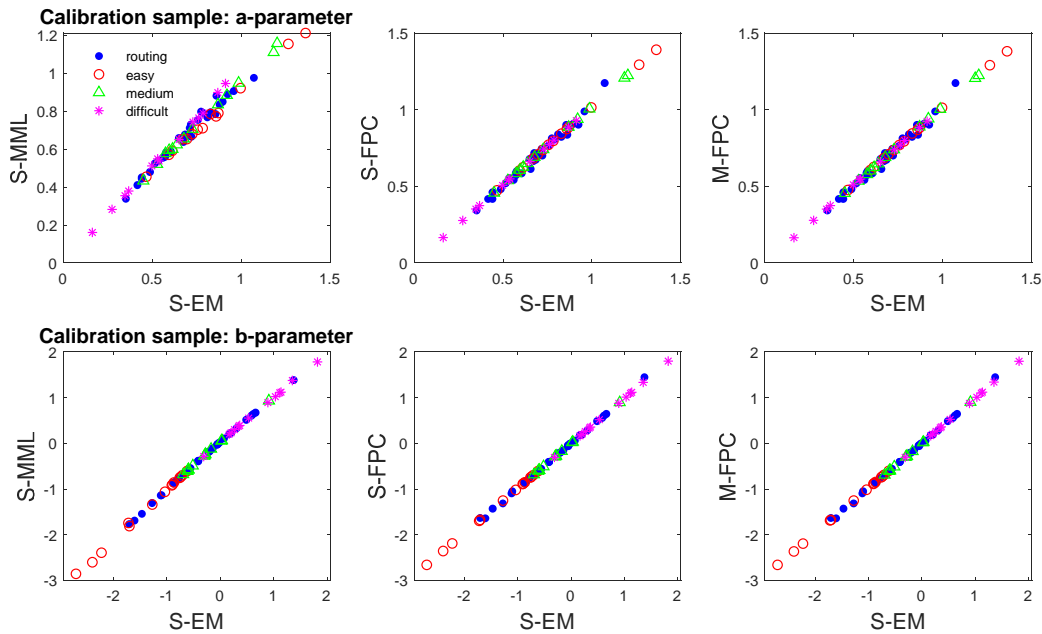 Calibration sample: a-parameter
1.2
1
0.8
0.6
0.4
0.2
0
S-MML
routing
easy
medium
difficult
0 0.5 1 1.5
S-EM
1.5
1
0.5
0
S-FPC
0 0.5 1 1.5
S-EM
1.5
1
0.5
0
M-FPC
0 0.5 1 1.5
S-EM
Calibration sample: b-parameter
2
1
0
-1
-2
-3
S-MML
-2 -1 0 1 2
S-EM
2
1
0
-1
-2
-3
S-FPC
-2 -1 0 1 2
S-EM
2
1
0
-1
-2
-3
M-FPC
-2 -1 0 1 2
S-EM